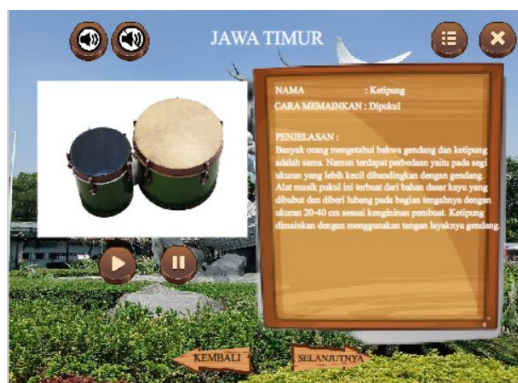 JAWA TIMUR
NAMA : Ketipung
CARA MEMAINKAN : Dipukul
PENJELASAN :
Banyak orang mengetahui bahwa gendang dan ketipung
adalah sama. Namun terdapat perbedaan yaitu pada segi
ukuran yang lebih kecil dibandingkan dengan gendang.
Alat musik pukul ini terbuat dari bahan dasar kayu yang
dibubut dan diberi lubang pada bagian tengahnya dengan
ukuran 20-40 cm sesuai kenginginan pembuat. Ketipung
dimainkan dengan menggunakan tangan layaknya gendang.
KEMBALI
SELANJUTNYA